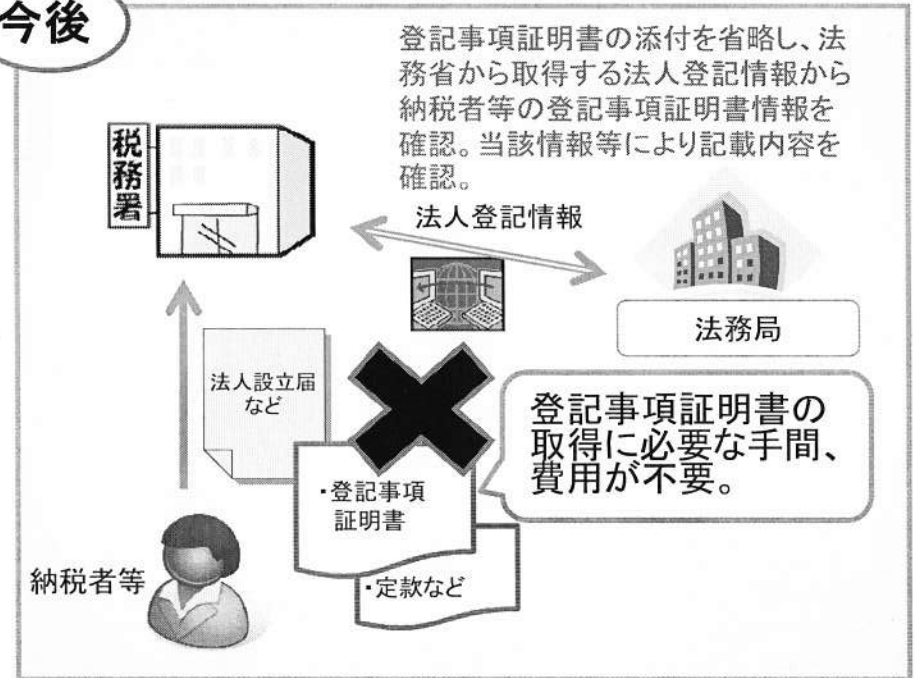 今後
登記事項証明書の添付を省略し、法
務省から取得する法人登記情報から
納税者等の登記事項証明書情報を
確認。当該情報等により記載内容を
確認。
税務署
法人登記情報
法務局
法人設立届
など
登記事項証明書の
取得に必要な手間、
費用が不要。
・登記事項
証明書
納税者等
・定款など